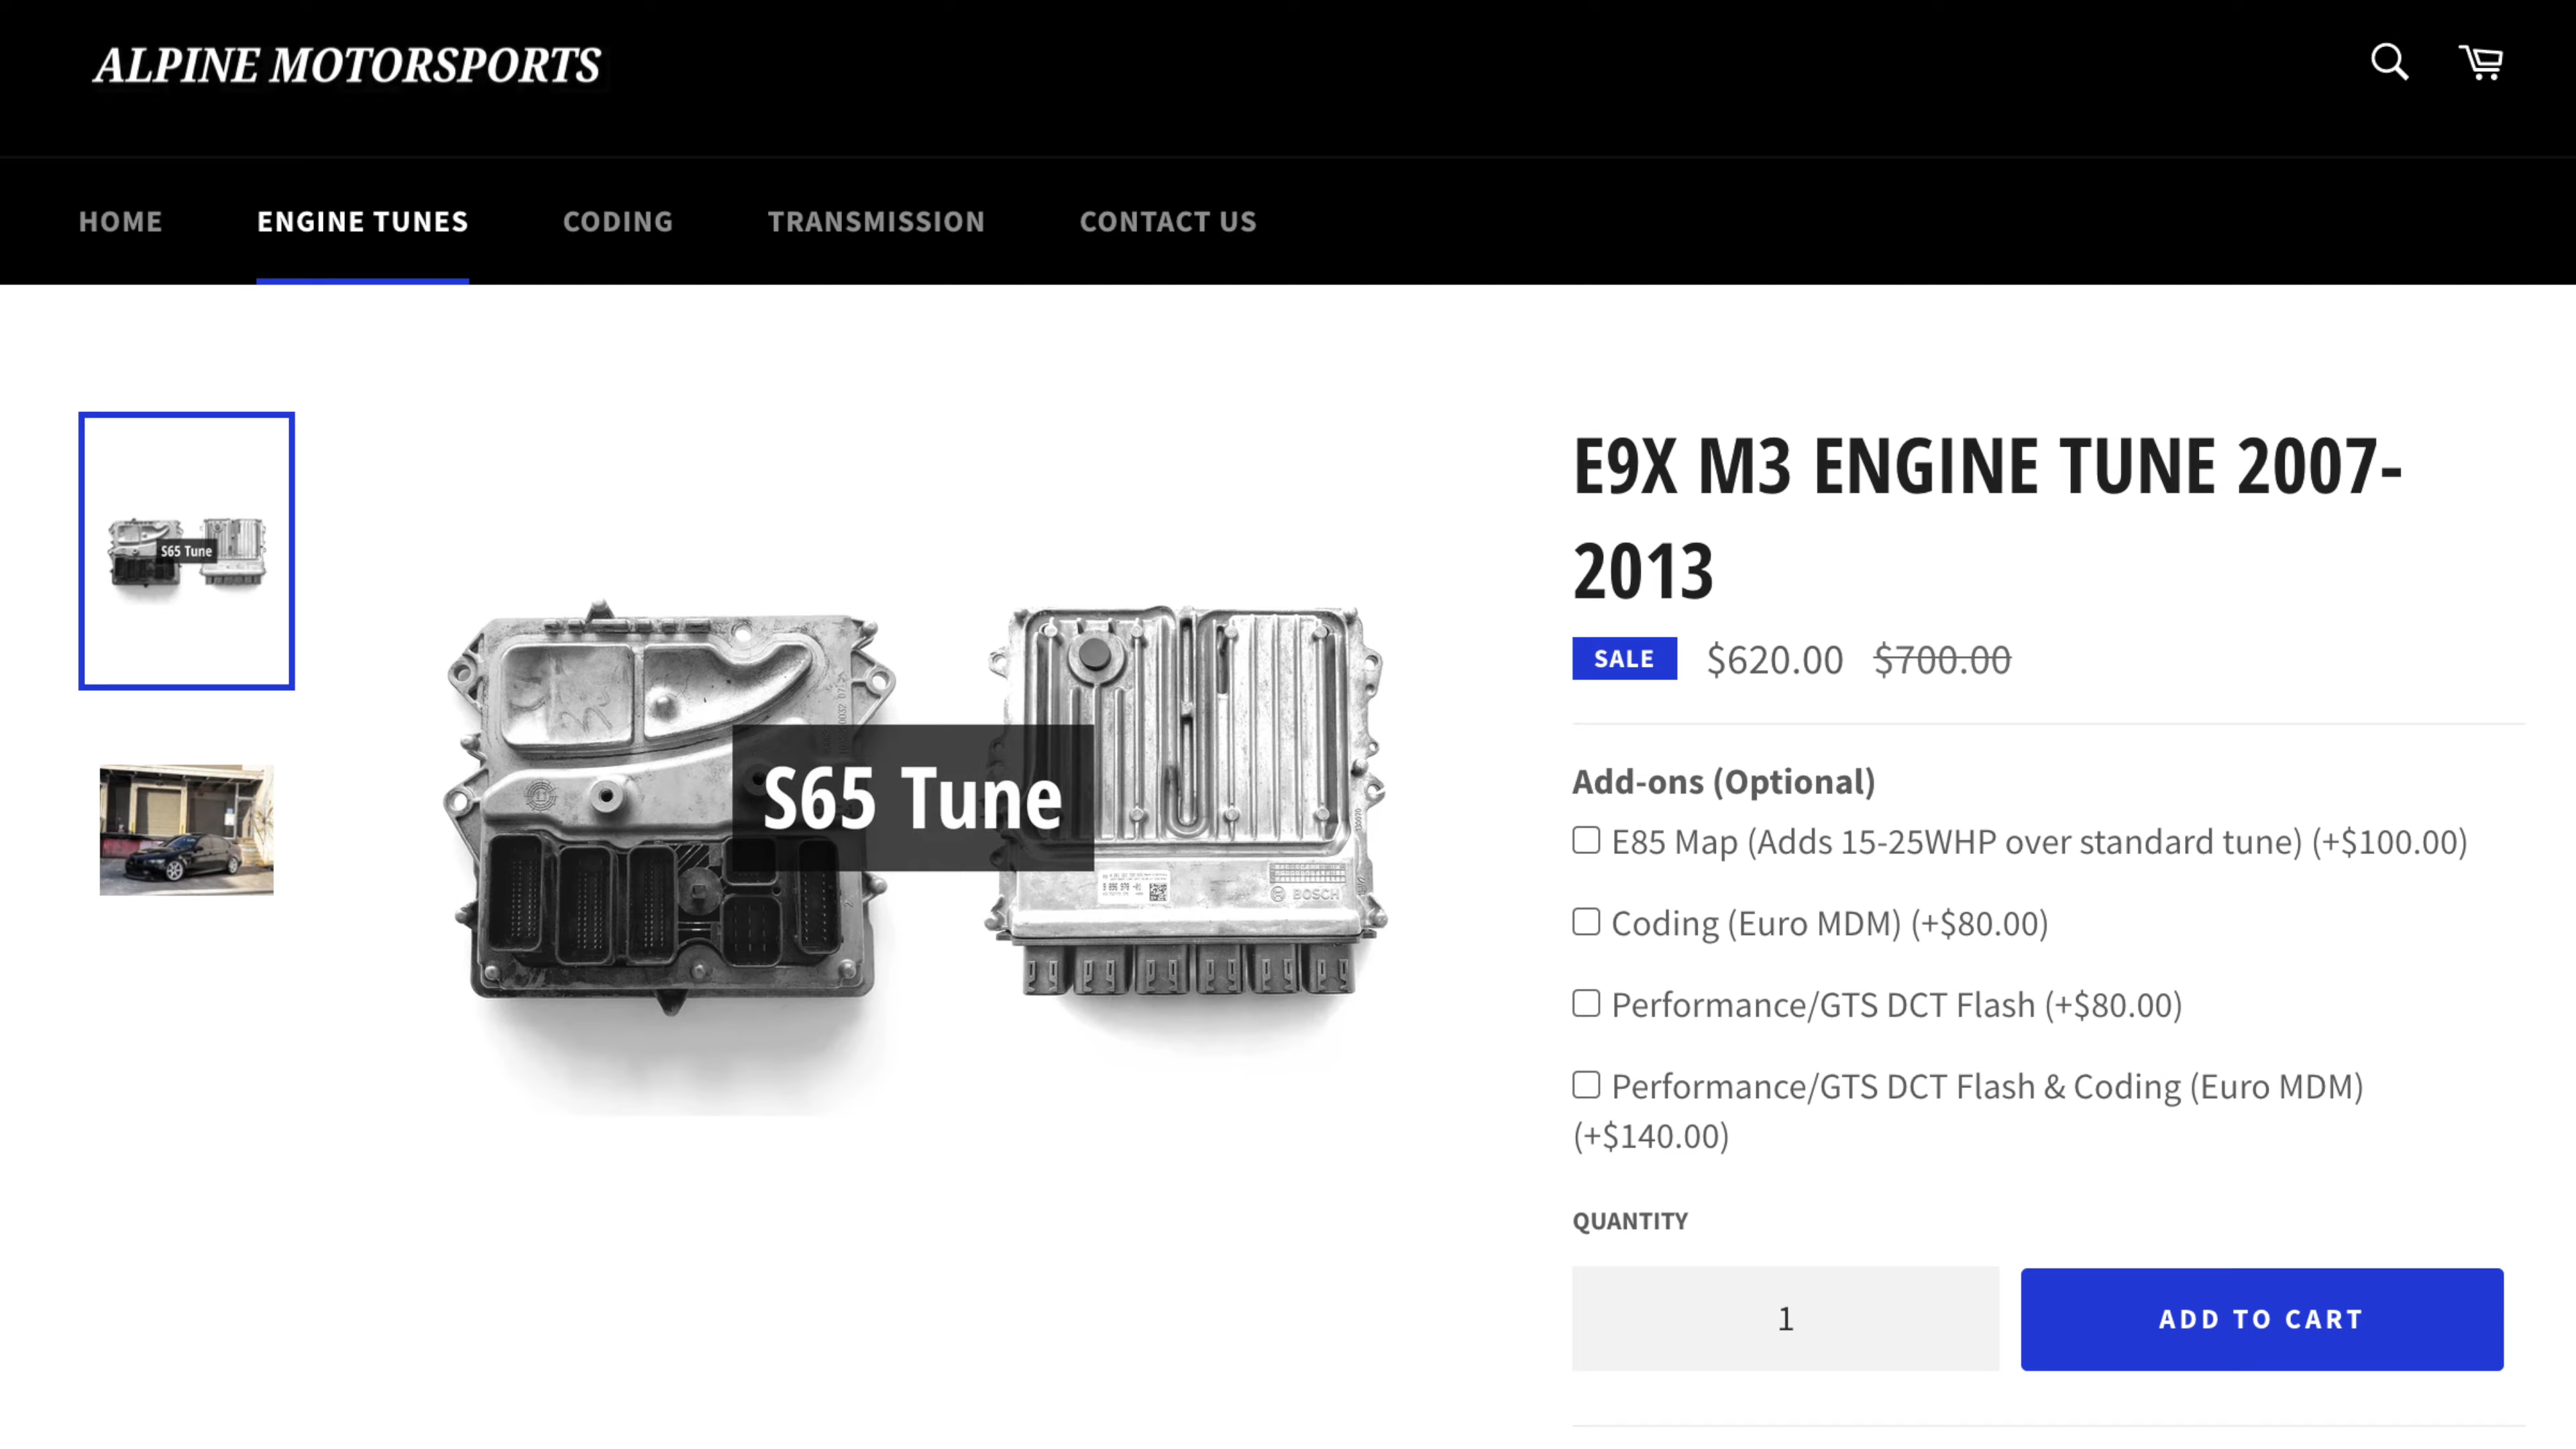 ALPINE MOTORSPORTS
HOME ENGINE TUNES CODING TRANSMISSION CONTACT US
S65 Tune
S65 Tune
BOSCH
E9X M3 ENGINE TUNE 2007-
2013
SALE $620.00 $700.00
Add-ons (Optional)
E85 Map (Adds 15-25WHP over standard tune) (+$100.00)
Coding (Euro MDM) (+$80.00)
Performance/GTS DCT Flash (+$80.00)
Performance/GTS DCT Flash & Coding (Euro MDM)
(+$140.00)
QUANTITY
1
ADD TO CART